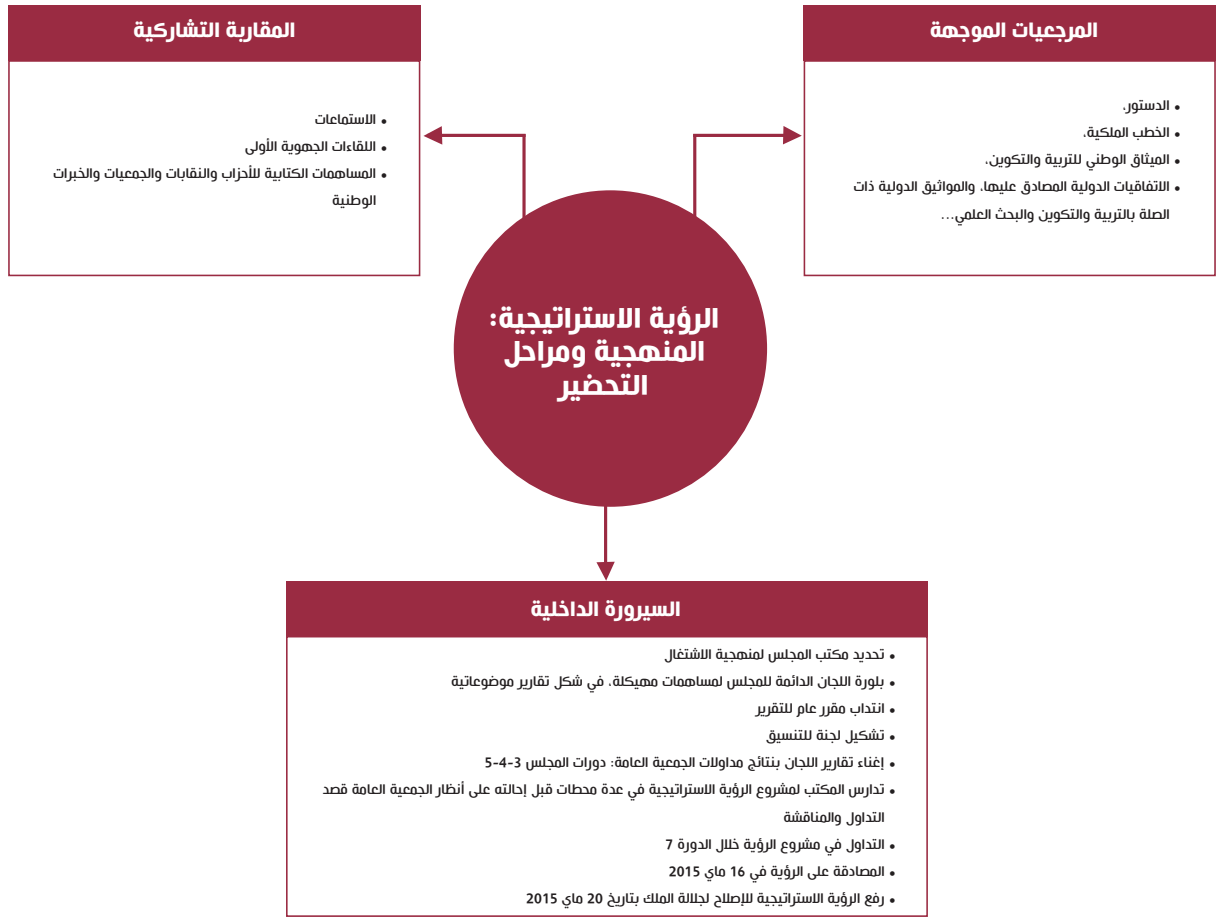 المرجعيات الموجهة
• الدستور،
• الخطب الملكية،
• الميثاق الوطني للتربية والتكوين،
• الاتفاقيات الدولية المصادق عليها، والمواثيق الدولية ذات
الصلة بالتربية والتكوين والبحث العلمي...
المقاربة التشاركية
• الاستماعات
• اللقاءات الجهوية الأولى
• المساهمات الكتابية للأحزاب والنقابات والجمعيات والخبرات
الوطنية
الرؤية الاستراتيجية:
المنهجية ومراحل
التحضير
السيرورة الداخلية
• تحديد مكتب المجلس لمنهجية الاشتغال
• بلورة اللجان الدائمة للمجلس لمساهمات مهيكلة، في شكل تقارير موضوعاتية
• انتداب مقرر عام للتقرير
• تشكيل لجنة للتنسيق
• إغناء تقارير اللجان بنتائج مداولات الجمعية العامة: دورات المجلس 3-4-5
• تدارس المكتب لمشروع الرؤية الاستراتيجية في عدة محطات قبل إحالته على أنظار الجمعية العامة قصد
التداول والمناقشة
• التداول في مشروع الرؤية خلال الدورة 7
• المصادقة على الرؤية في 16 ماي 2015
• رفع الرؤية الاستراتيجية للإصلاح لجلالة الملك بتاريخ 20 ماي 2015